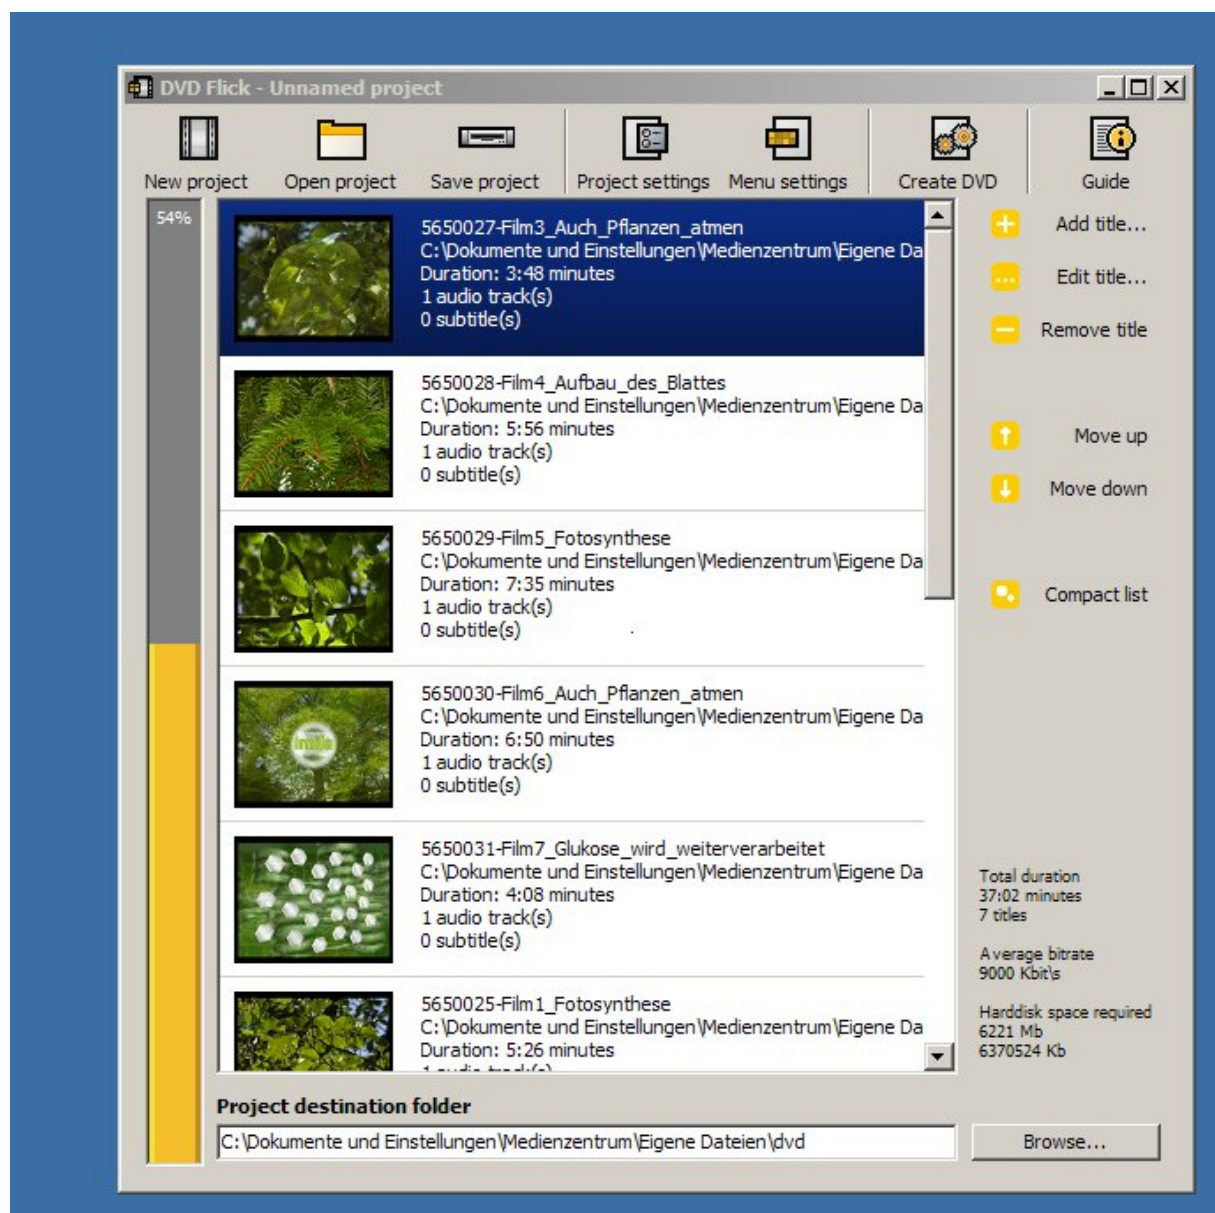 DVD Flick - Unnamed project
New project Open project Save project Project settings Menu settings Create DVD Guide
54%
5650027-Film3_Auch_Pflanzen_atmen
C:\Dokumente und Einstellungen\Medienzentrum\Eigene Da
Duration: 3:48 minutes
1 audio track(s)
0 subtitle(s)
5650028-Film4_Aufbau_des_Blattes
C:\Dokumente und Einstellungen\Medienzentrum\Eigene Da
Duration: 5:56 minutes
1 audio track(s)
0 subtitle(s)
5650029-Film5_Fotosynthese
C:\Dokumente und Einstellungen\Medienzentrum\Eigene Da
Duration: 7:35 minutes
1 audio track(s)
0 subtitle(s)
5650030-Film6_Auch_Pflanzen_atmen
C:\Dokumente und Einstellungen\Medienzentrum\Eigene Da
Duration: 6:50 minutes
1 audio track(s)
0 subtitle(s)
5650031-Film7_Glukose_wird_weiterverarbeitet
C:\Dokumente und Einstellungen\Medienzentrum\Eigene Da
Duration: 4:08 minutes
1 audio track(s)
0 subtitle(s)
5650025-Film1_Fotosynthese
C:\Dokumente und Einstellungen\Medienzentrum\Eigene Da
Duration: 5:26 minutes
1 audio track(s)
Add title...
Edit title...
Remove title
Move up
Move down
Compact list
Total duration
37:02 minutes
7 titles
Average bitrate
9000 Kbit\s
Harddisk space required
6221 Mb
6370524 Kb
Project destination folder
C:\Dokumente und Einstellungen\Medienzentrum\Eigene Dateien\dvd
Browse...